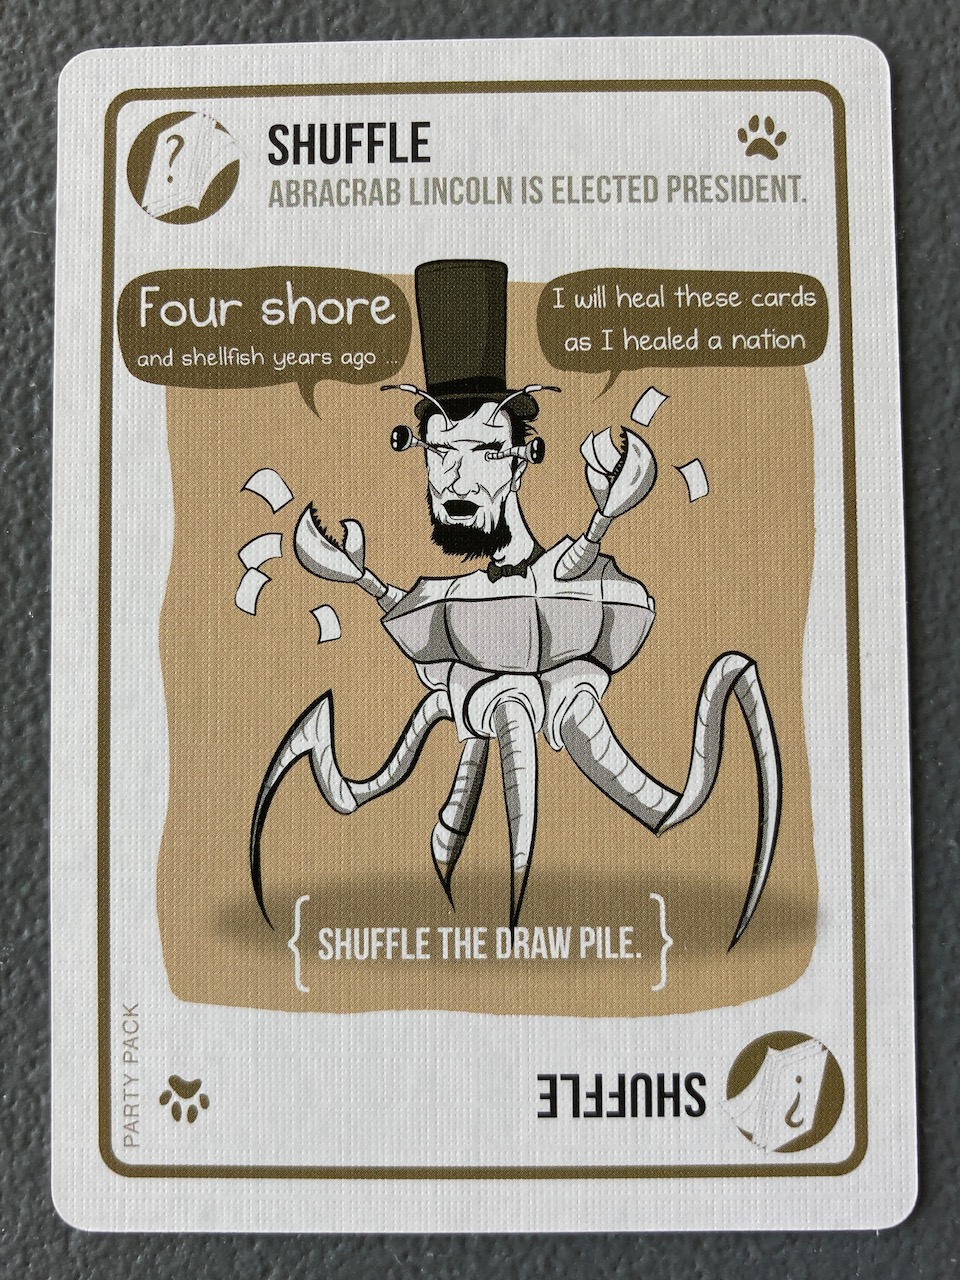 ?
SHUFFLE
ABRACRAB LINCOLN IS ELECTED PRESIDENT.
Four shore
and shellfish years ago ...
I will heal these cards
as I healed a nation
{ SHUFFLE THE DRAW PILE. }
PARTY PACK
SHUFFLE
?